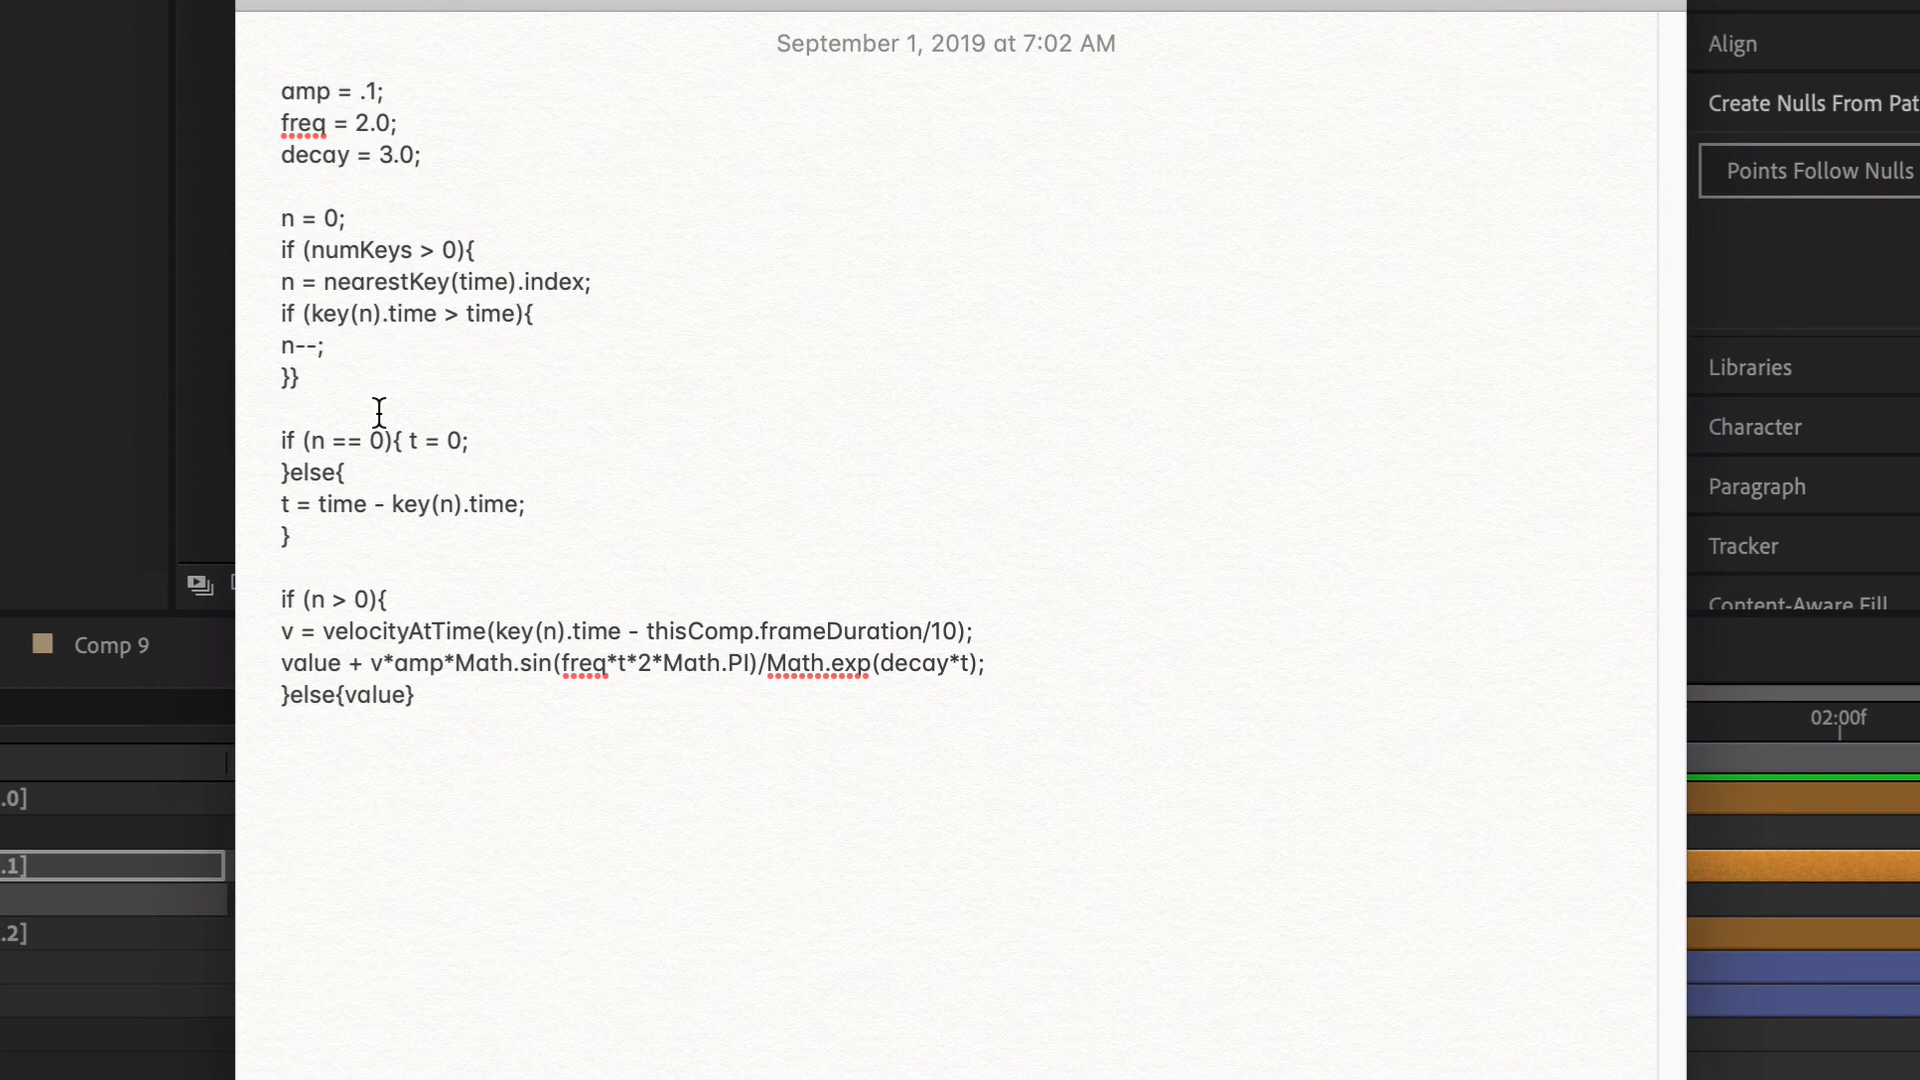 September 1, 2019 at 7:02 AM
amp = .1;
freq = 2.0;
decay = 3.0;
n = 0;
if (numKeys > 0){
n = nearestKey(time).index;
if (key(n).time > time){
n--;
}}
if (n == 0){ t = 0;
}else{
t = time - key(n).time;
}
if (n > 0){
v = velocityAtTime(key(n).time - thisComp.frameDuration/10);
value + v*amp*Math.sin(freq*t*2*Math.PI)/Math.exp(decay*t);
}else{value}
Align
Create Nulls From Pat
Points Follow Nulls
Libraries
Character
Paragraph
Tracker
Content-Aware Fill
Comp 9
02:00f
.0]
.1]
.2]